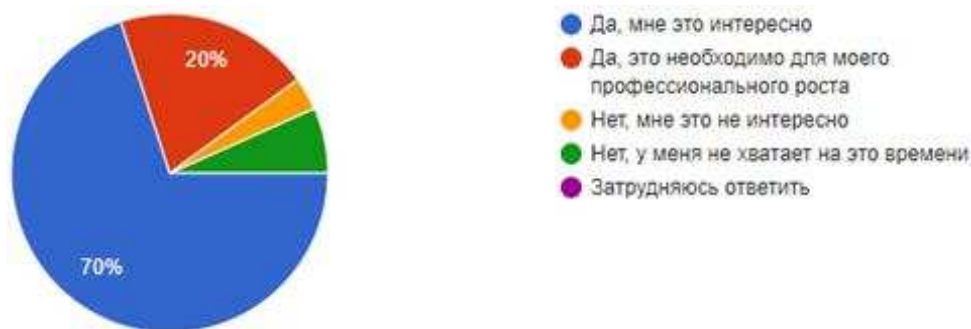 20%
70%
Да, мне это интересно
Да, это необходимо для моего
профессионального роста
Нет, мне это не интересно
Нет, у меня не хватает на это времени
Затрудняюсь ответить